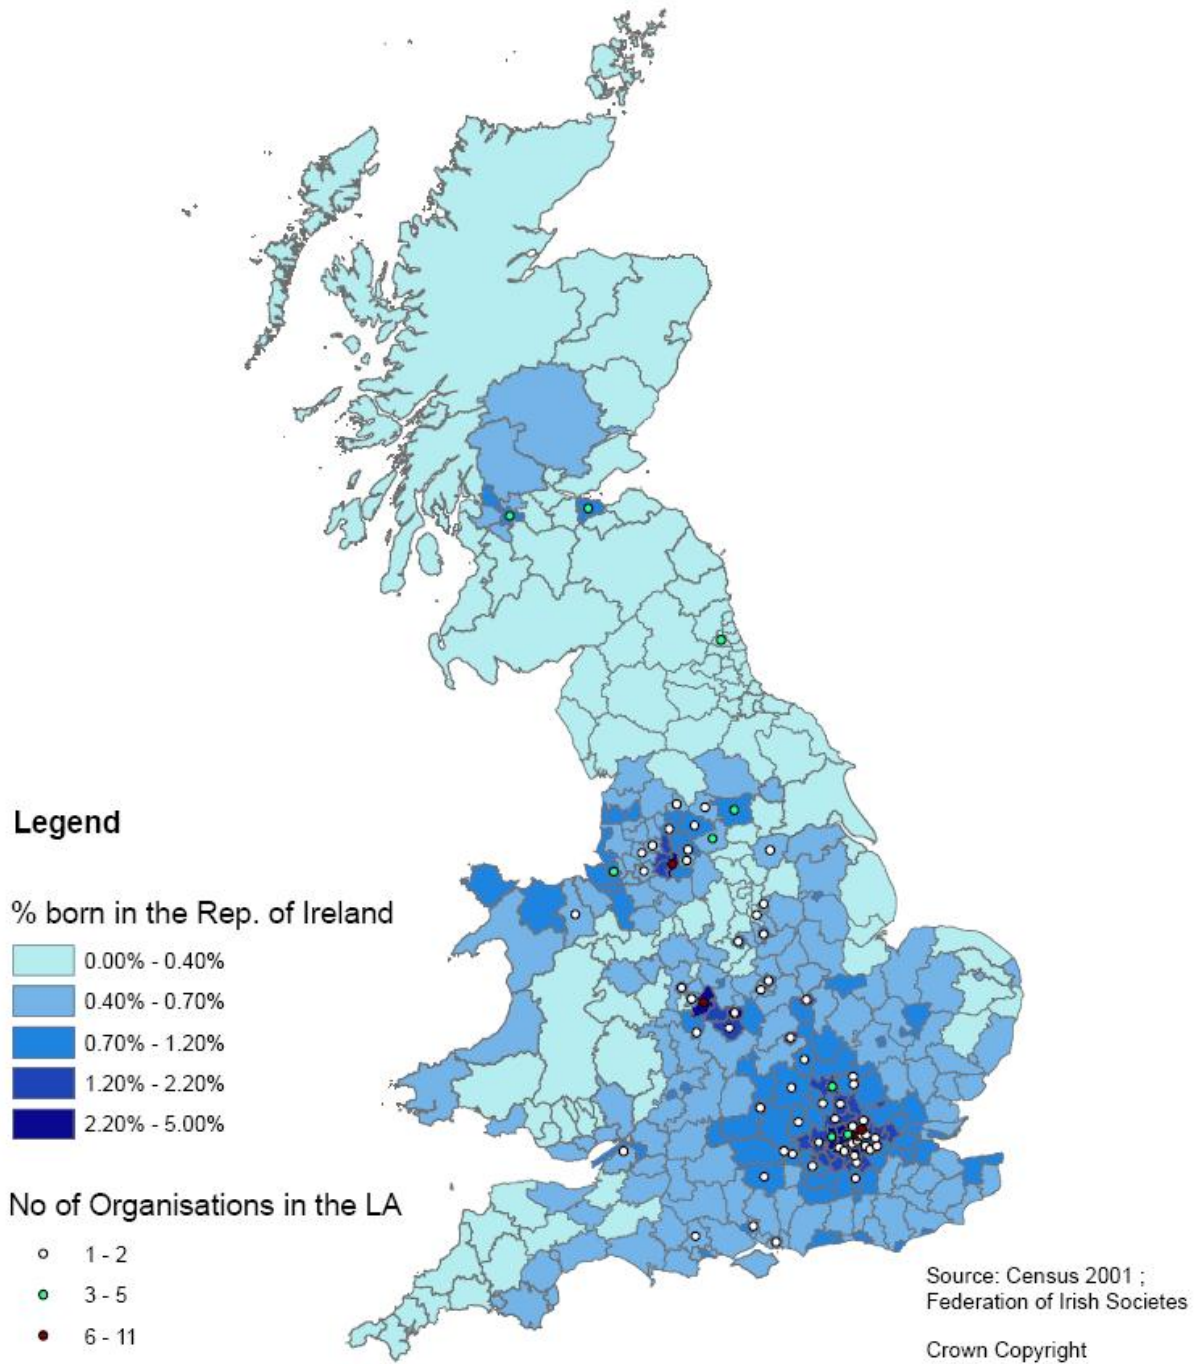 Legend
% born in the Rep. of Ireland
0.00% - 0.40%
0.40% - 0.70%
0.70% - 1.20%
1.20% - 2.20%
2.20% - 5.00%
No of Organisations in the LA
1 - 2
3 - 5
6 - 11
Source: Census 2001 ;
Federation of Irish Societes
Crown Copyright